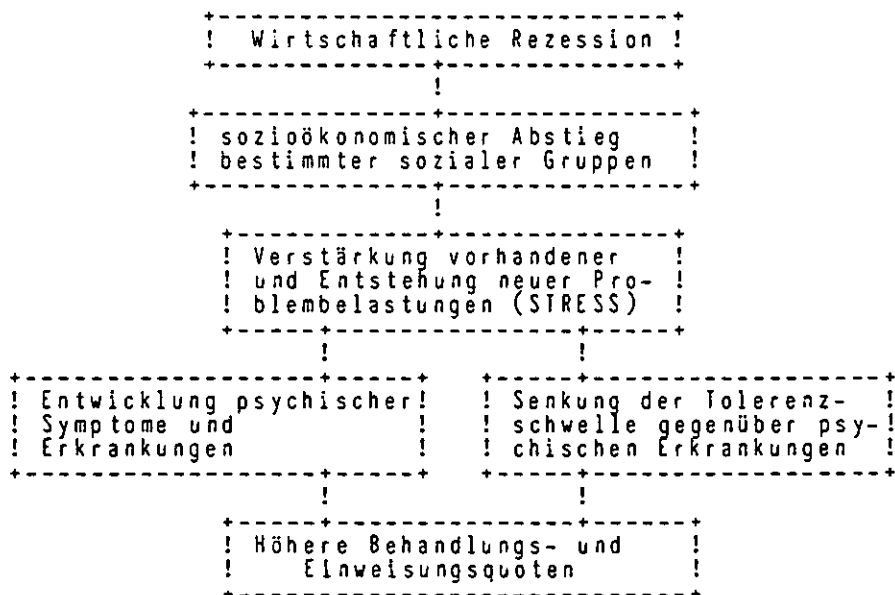 Wirtschaftliche Rezession
sozioökonomischer Abstieg
bestimmter sozialer Gruppen
Verstärkung vorhandener
und Entstehung neuer Pro-
blembelastungen (STRESS)
Entwicklung psychischer
Symptome und
Erkrankungen
Senkung der Tolerenz-
schwelle gegenüber psy-
chischen Erkrankungen
Höhere Behandlungs- und
Einweisungsquoten